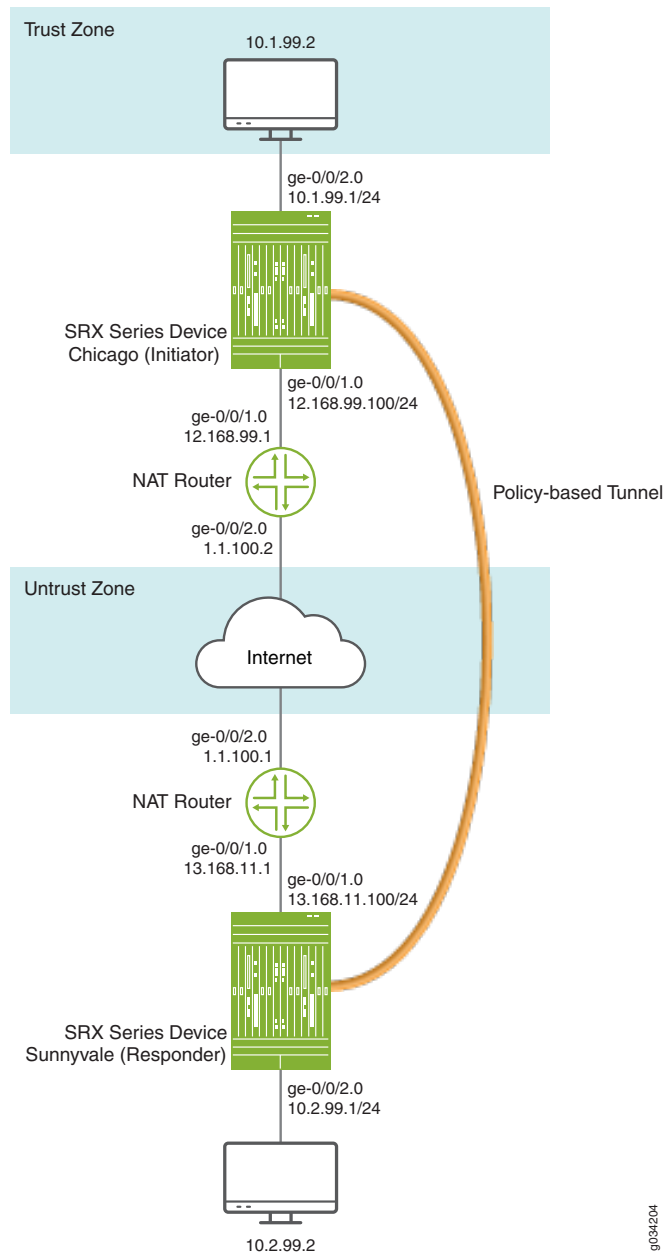 Trust Zone
10.1.99.2
ge-0/0/2.0
10.1.99.1/24
SRX Series Device
Chicago (Initiator)
ge-0/0/1.0
12.168.99.100/24
ge-0/0/1.0
12.168.99.1
NAT Router
Policy-based Tunnel
ge-0/0/2.0
1.1.100.2
Untrust Zone
Internet
ge-0/0/2.0
1.1.100.1
NAT Router
ge-0/0/1.0
13.168.11.1
ge-0/0/1.0
13.168.11.100/24
SRX Series Device
Sunnyvale (Responder)
ge-0/0/2.0
10.2.99.1/24
10.2.99.2
g034204